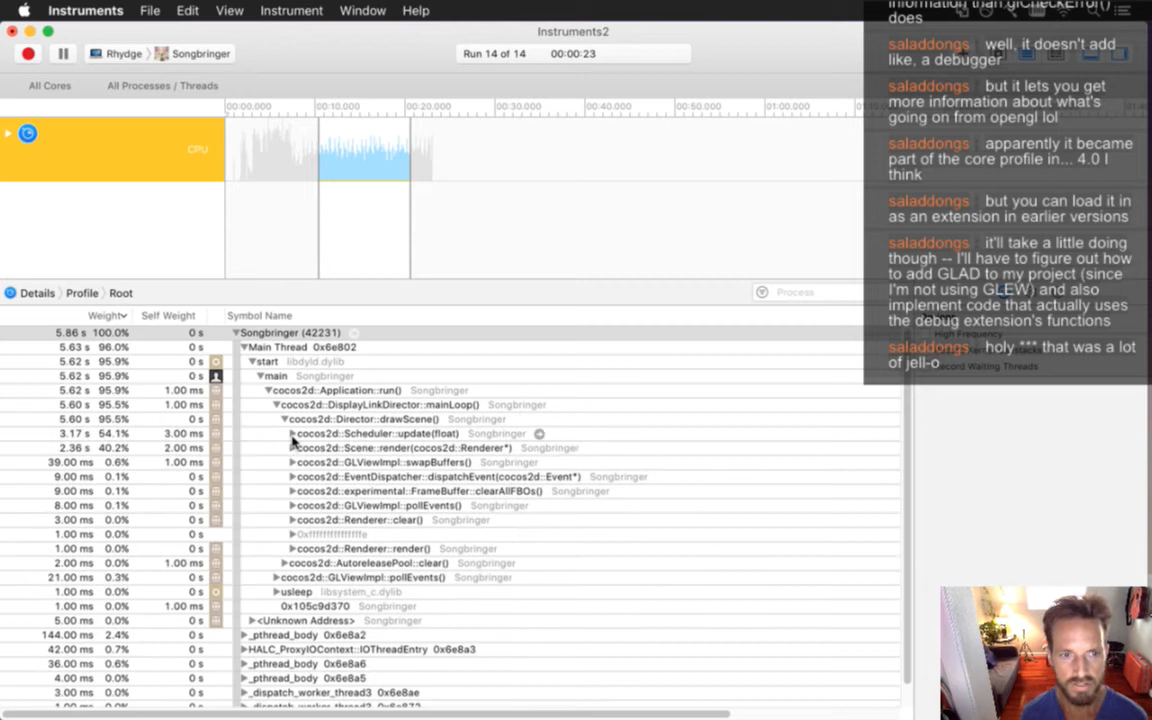 Instruments File Edit View Instrument Window Help
Instruments2
Rhydge Songbringer
Run 14 of 14 00:00:23
All Cores All Processes / Threads
00:00.000 00:10.000 00:20.000 00:30.000 00:40.000 00:50.000 01:00.000
CPU
Details Profile Root
Process
Weight Self Weight Symbol Name
5.86 s 100.0% 0 s Songbringer (42231)
5.63 s 96.0% 0 s Main Thread 0x6e802
5.62 s 95.9% 0 s start libdyld.dylib
5.62 s 95.9% 0 s main Songbringer
5.62 s 95.9% 1.00 ms cocos2d::Application::run() Songbringer
5.60 s 95.5% 1.00 ms cocos2d::DisplayLinkDirector::mainLoop() Songbringer
5.60 s 95.5% 0 s cocos2d::Director::drawScene() Songbringer
3.17 s 54.1% 3.00 ms cocos2d::Scheduler::update(float) Songbringer
2.36 s 40.2% 2.00 ms cocos2d::Scene::render(cocos2d::Renderer*) Songbringer
39.00 ms 0.6% 1.00 ms cocos2d::GLViewImpl::swapBuffers() Songbringer
9.00 ms 0.1% 0 s cocos2d::EventDispatcher::dispatchEvent(cocos2d::Event*) Songbringer
9.00 ms 0.1% 0 s cocos2d::experimental::FrameBuffer::clearAllFBOs() Songbringer
8.00 ms 0.1% 0 s cocos2d::GLViewImpl::pollEvents() Songbringer
3.00 ms 0.0% 0 s cocos2d::Renderer::clear() Songbringer
1.00 ms 0.0% 0 s
1.00 ms 0.0% 0 s cocos2d::Renderer::render() Songbringer
2.00 ms 0.0% 1.00 ms cocos2d::AutoreleasePool::clear() Songbringer
21.00 ms 0.3% 0 s cocos2d::GLViewImpl::pollEvents() Songbringer
1.00 ms 0.0% 0 s usleep libsystem_c.dylib
1.00 ms 0.0% 1.00 ms 0x105c9d370 Songbringer
5.00 ms 0.0% 0 s <Unknown Address> Songbringer
144.00 ms 2.4% 0 s _pthread_body 0x6e8a2
42.00 ms 0.7% 0 s HALC_ProxyIOContext::IOThreadEntry 0x6e8a3
36.00 ms 0.6% 0 s _pthread_body 0x6e8a6
4.00 ms 0.0% 0 s _pthread_body 0x6e8a5
3.00 ms 0.0% 0 s _dispatch_worker_thread3 0x6e8ae
1.00 ms 0.0% 0 s _dispatch_worker_thread3 0x6e872
information than glCheckError()
does
saladdongs well, it doesn't add
like, a debugger
saladdongs but it lets you get
more information about what's
going on from opengl lol
saladdongs apparently it became
part of the core profile in... 4.0 I
think
saladdongs but you can load it in
as an extension in earlier versions
saladdongs it'll take a little doing
though -- I'll have to figure out how
to add GLAD to my project (since
I'm not using GLEW) and also
implement code that actually uses
the debug extension's functions
saladdongs holy *** that was a lot
of jell-o
High Frequency
Record Waiting Threads